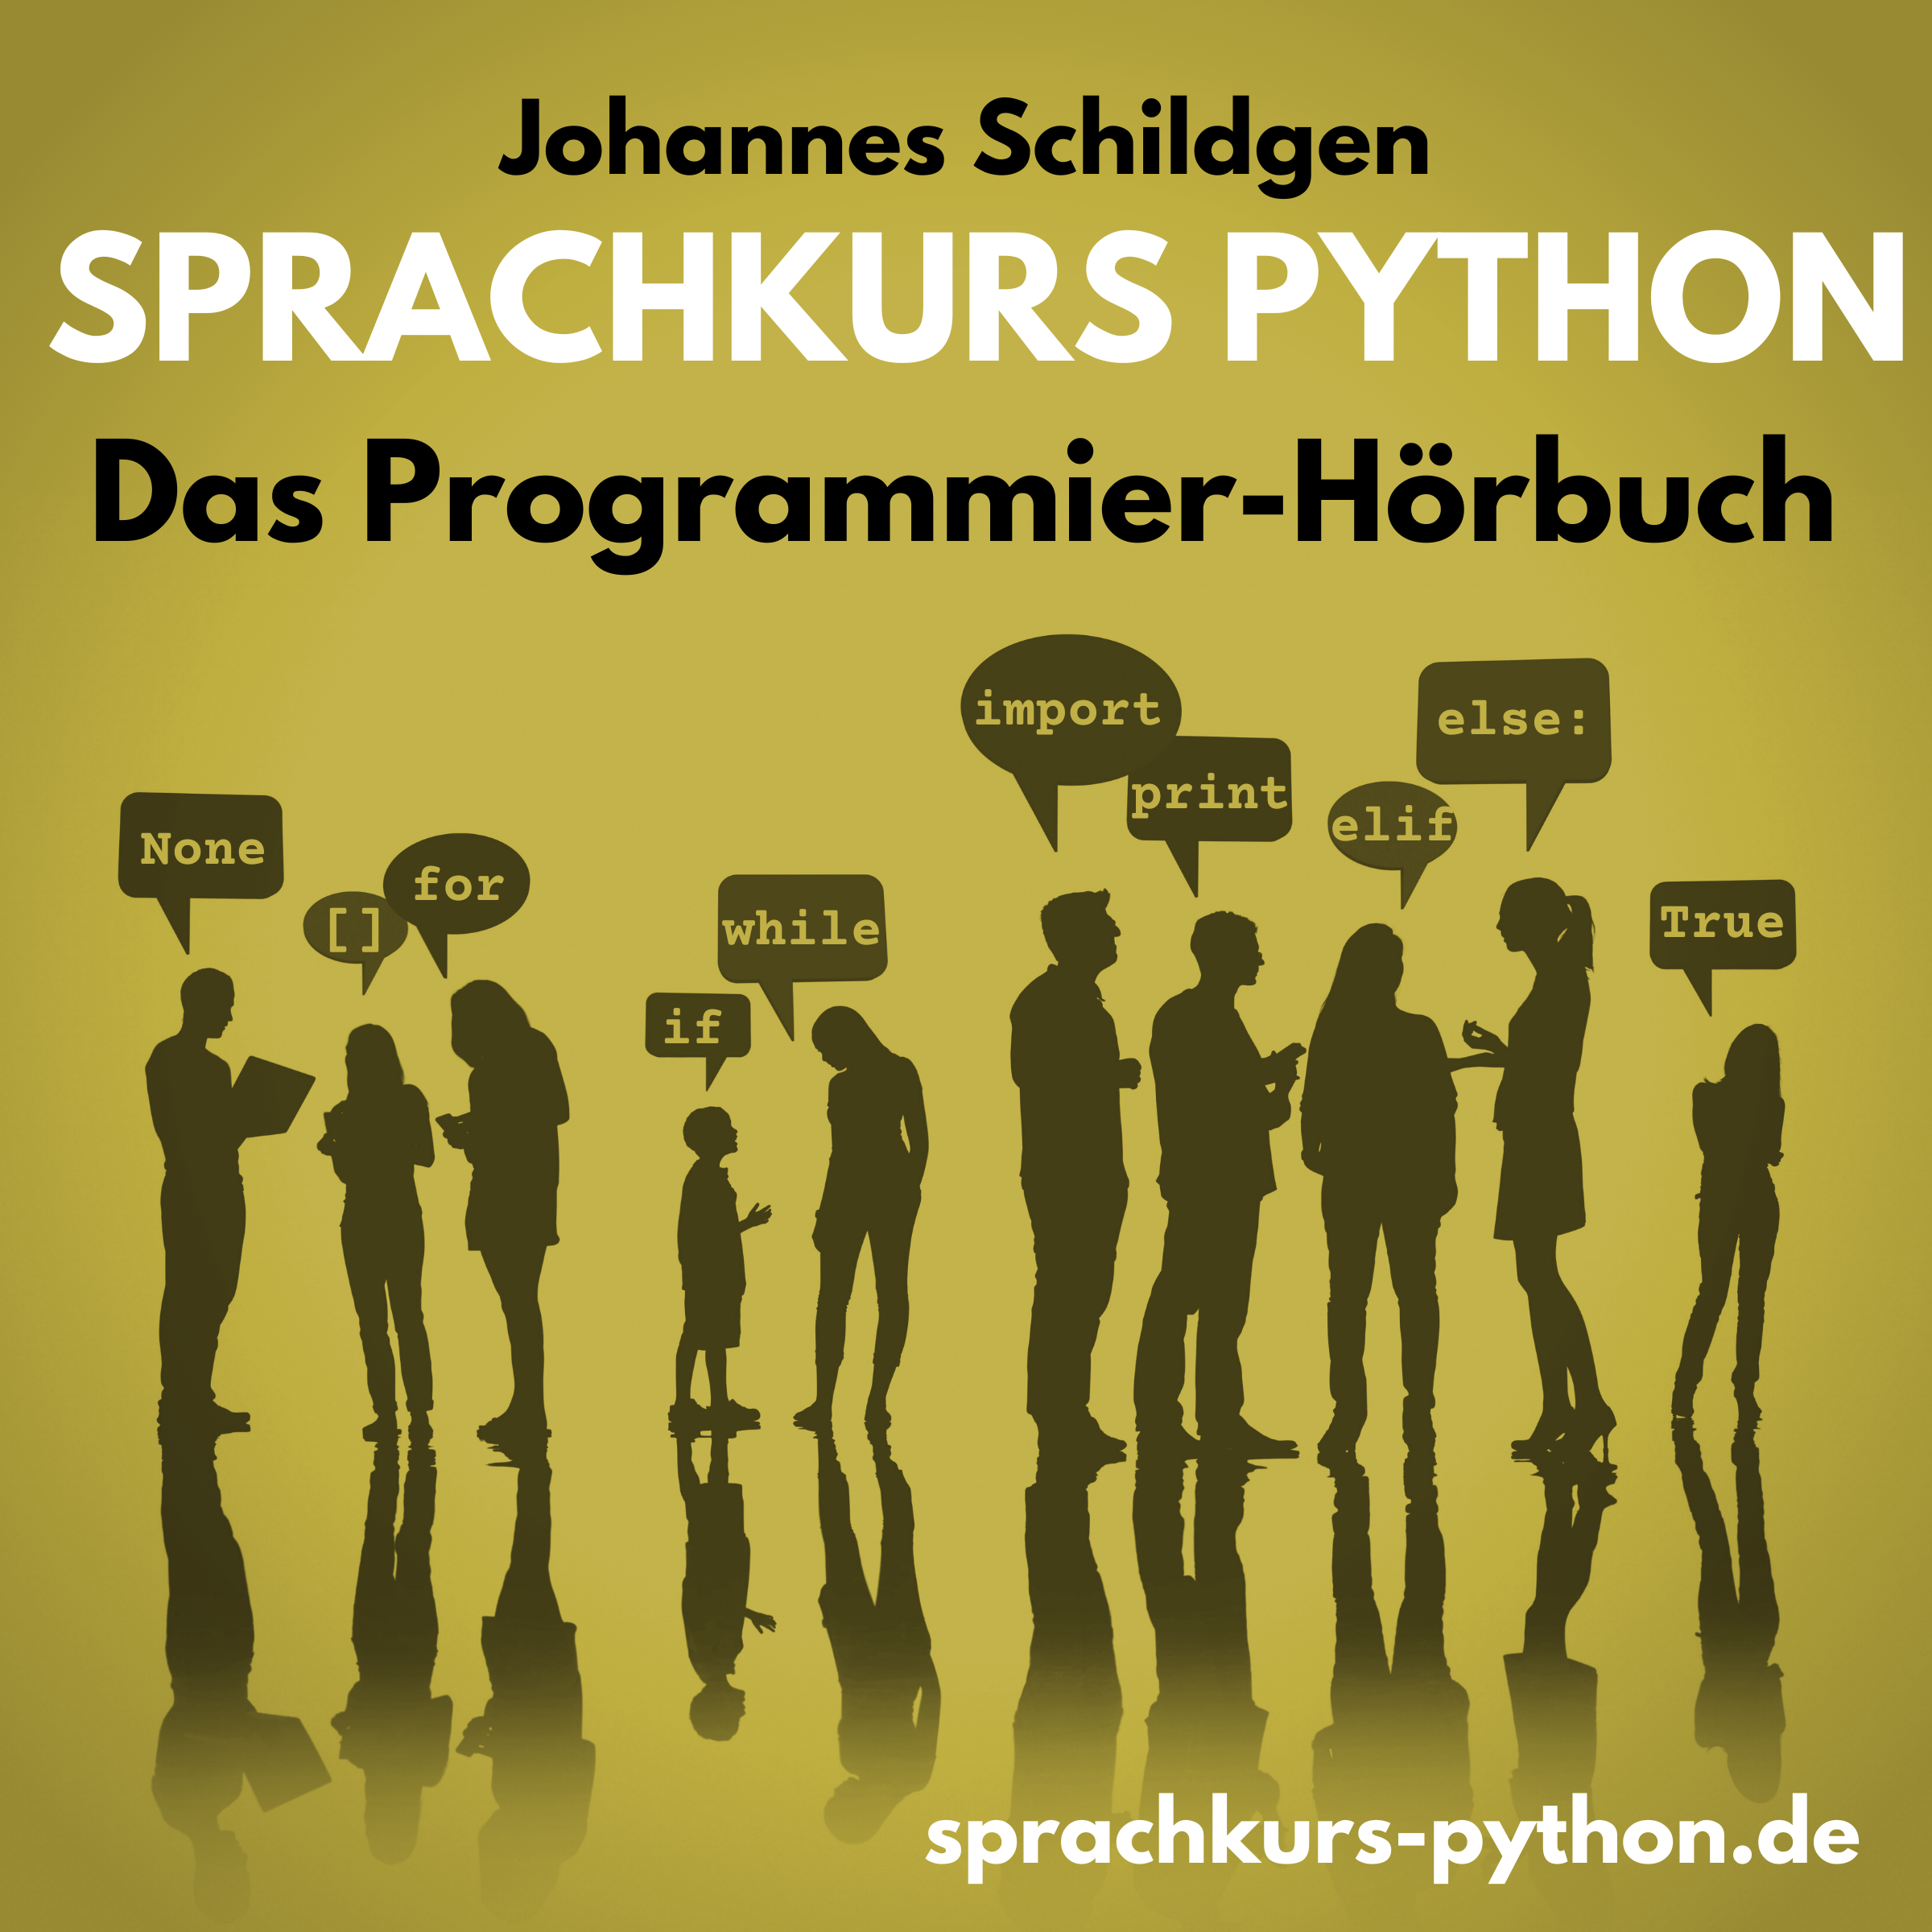 Johannes Schildgen
SPRACHKURS PYTHON
Das Programmier-Hörbuch
import
else:
print
elif
None
for
[]
while
True
if
sprachkurs-python.de